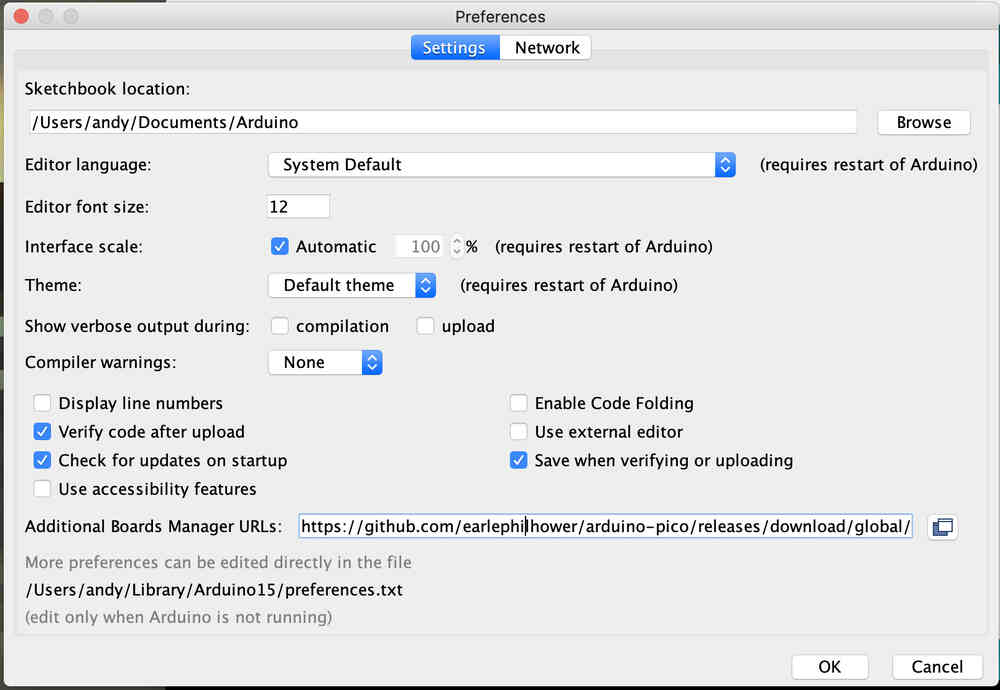 Preferences
Settings Network
Sketchbook location:
/Users/andy/Documents/Arduino Browse
Editor language: System Default (requires restart of Arduino)
Editor font size: 12
Interface scale: Automatic 100 % (requires restart of Arduino)
Theme: Default theme (requires restart of Arduino)
Show verbose output during: compilation upload
Compiler warnings: None
Display line numbers Enable Code Folding
Verify code after upload Use external editor
Check for updates on startup Save when verifying or uploading
Use accessibility features
Additional Boards Manager URLs: https://github.com/earlephilhower/arduino-pico/releases/download/global/
More preferences can be edited directly in the file
/Users/andy/Library/Arduino15/preferences.txt
(edit only when Arduino is not running)
OK Cancel